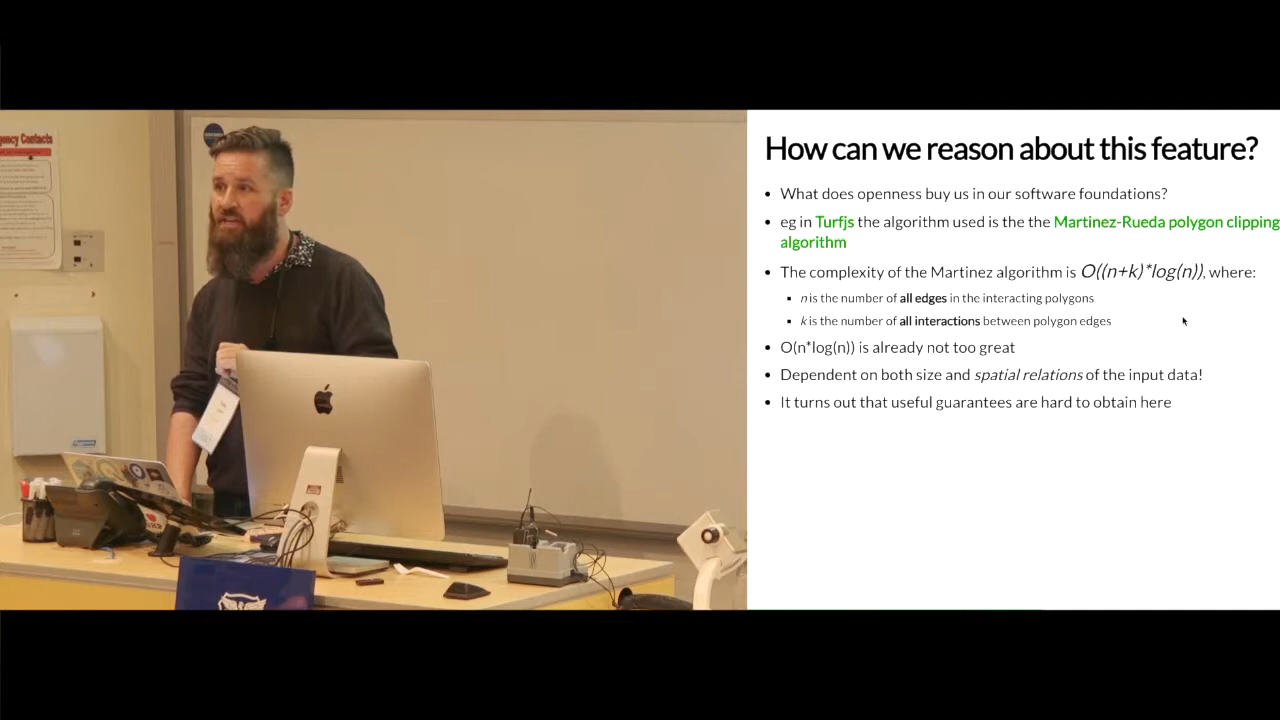 ency Contacts
How can we reason about this feature?
• What does openness buy us in our software foundations?
• eg in Turfjs the algorithm used is the the Martinez-Rueda polygon clipping
algorithm
• The complexity of the Martinez algorithm is O((n+k)*log(n)), where:
▪ n is the number of all edges in the interacting polygons
▪ k is the number of all interactions between polygon edges
• O(n*log(n)) is already not too great
• Dependent on both size and spatial relations of the input data!
• It turns out that useful guarantees are hard to obtain here